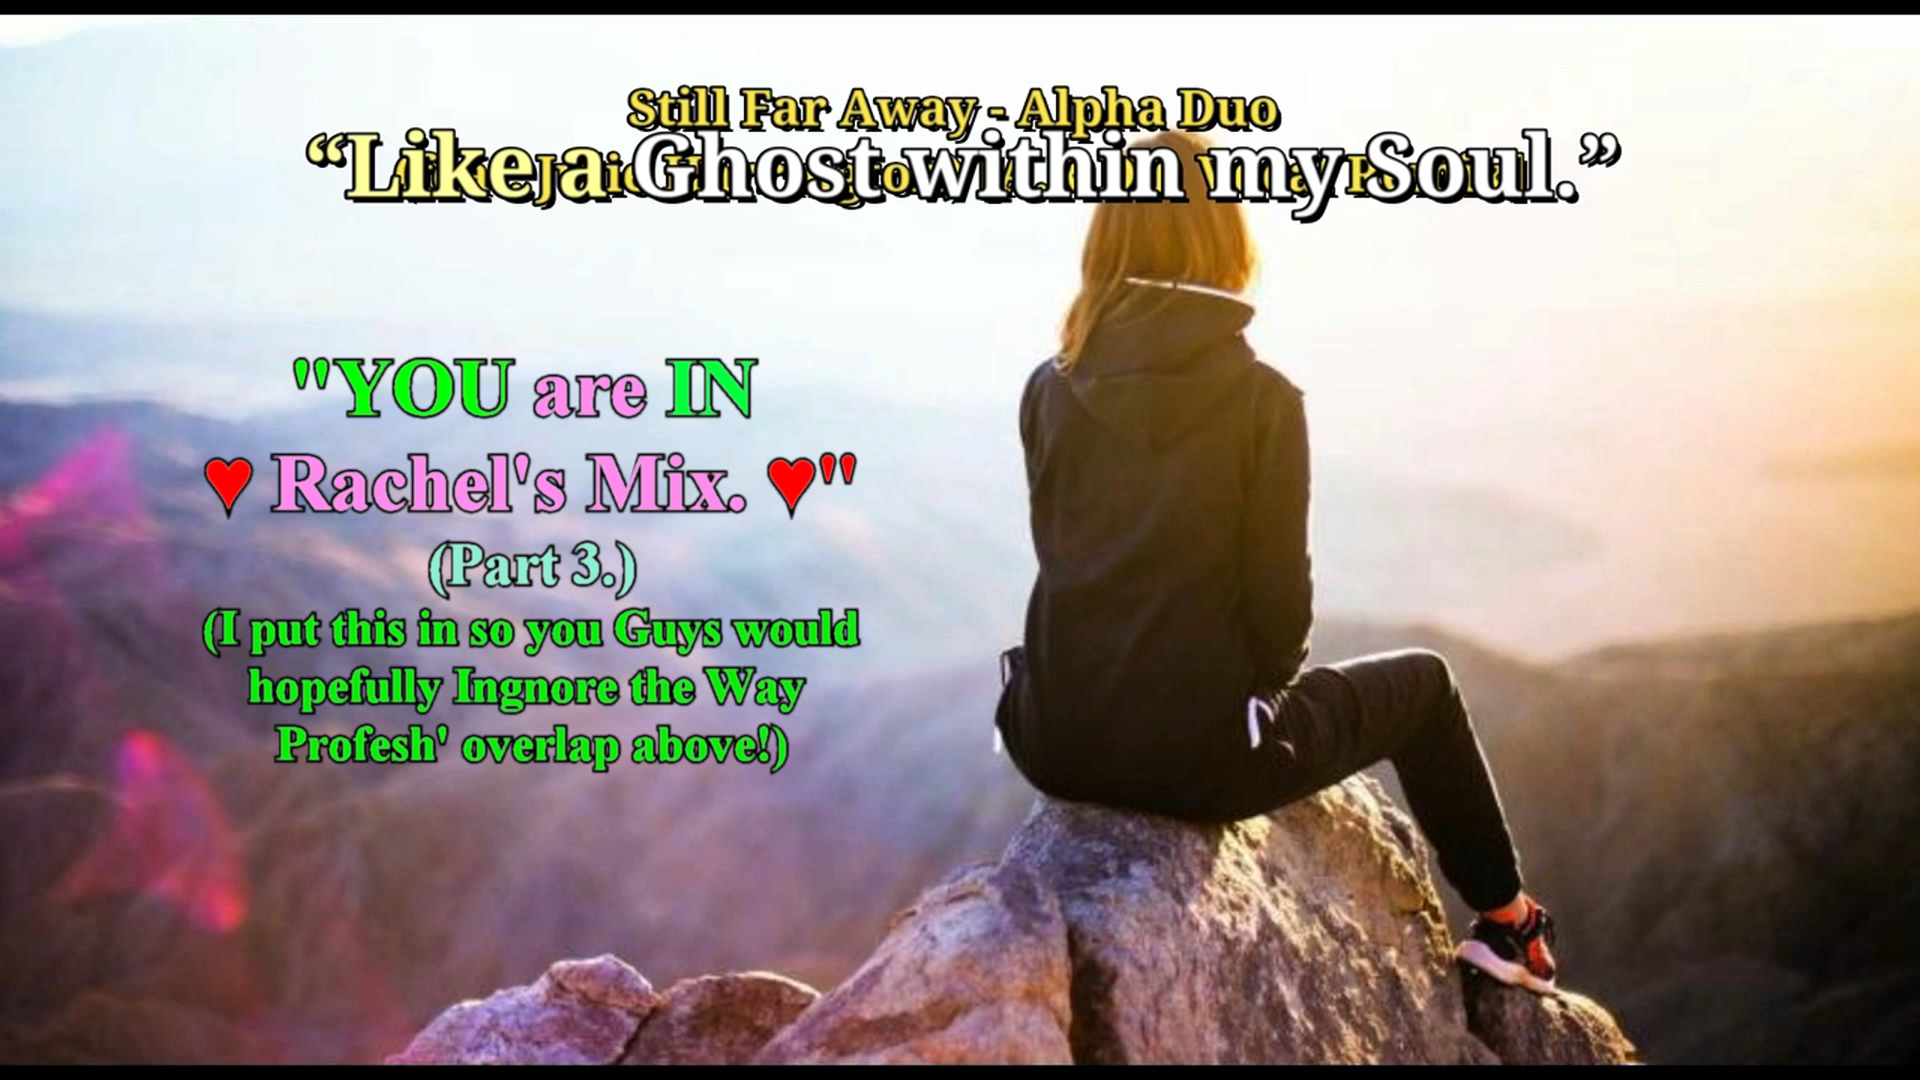 Still Far Away - Alpha Duo
“Like a Ghost within my Soul.”
"YOU are IN
♥ Rachel's Mix. ♥"
(Part 3.)
(I put this in so you Guys would
hopefully Ingnore the Way
Profesh' overlap above!)